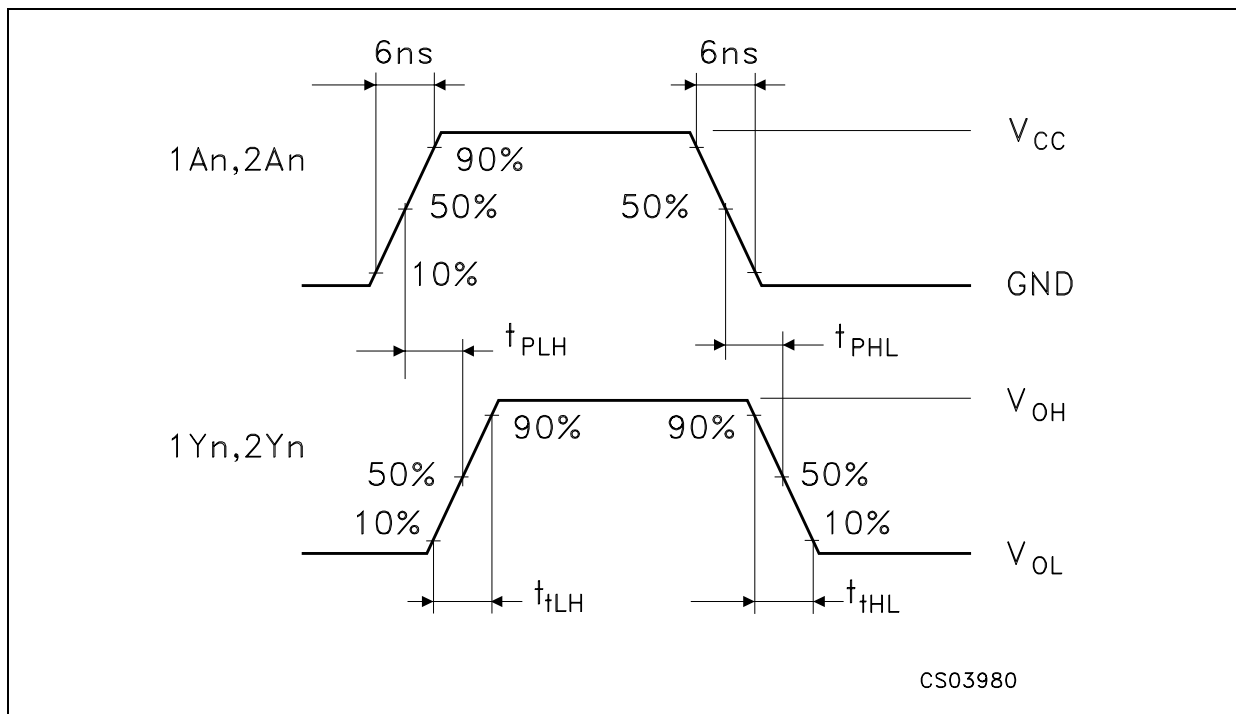 6ns 6ns
1An,2An 90% V_CC
50% 50%
10% GND
t_PLH t_PHL
1Yn,2Yn 90% 90% V_OH
50% 50%
10% 10% V_OL
t_tLH t_tHL
CS03980